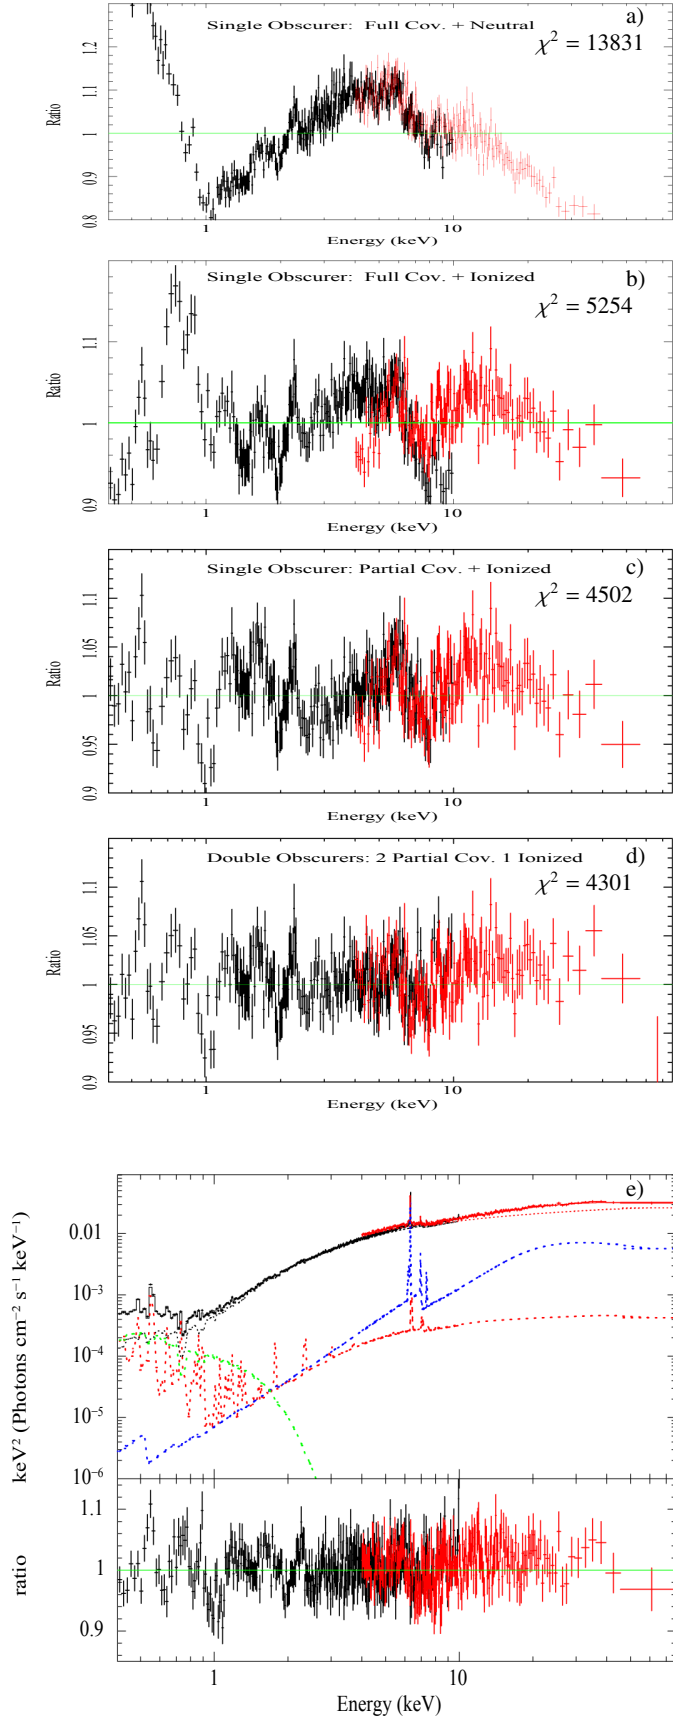 a)
Single Obscurer: Full Cov. + Neutral
χ² = 13831
1.2
1.1
1
0.9
0.8
Ratio
1 10
Energy (keV)
b)
Single Obscurer: Full Cov. + Ionized
χ² = 5254
1.1
1
0.9
Ratio
1 10
Energy (keV)
c)
Single Obscurer: Partial Cov. + Ionized
χ² = 4502
1.1
1.05
1
0.95
0.9
Ratio
1 10
Energy (keV)
d)
Double Obscurers: 2 Partial Cov. 1 Ionized
χ² = 4301
1.1
1.05
1
0.95
0.9
Ratio
1 10
Energy (keV)
e)
0.01
10⁻³
10⁻⁴
10⁻⁵
10⁻⁶
keV² (Photons cm⁻² s⁻¹ keV⁻¹)
1.1
1
0.9
ratio
1 10
Energy (keV)